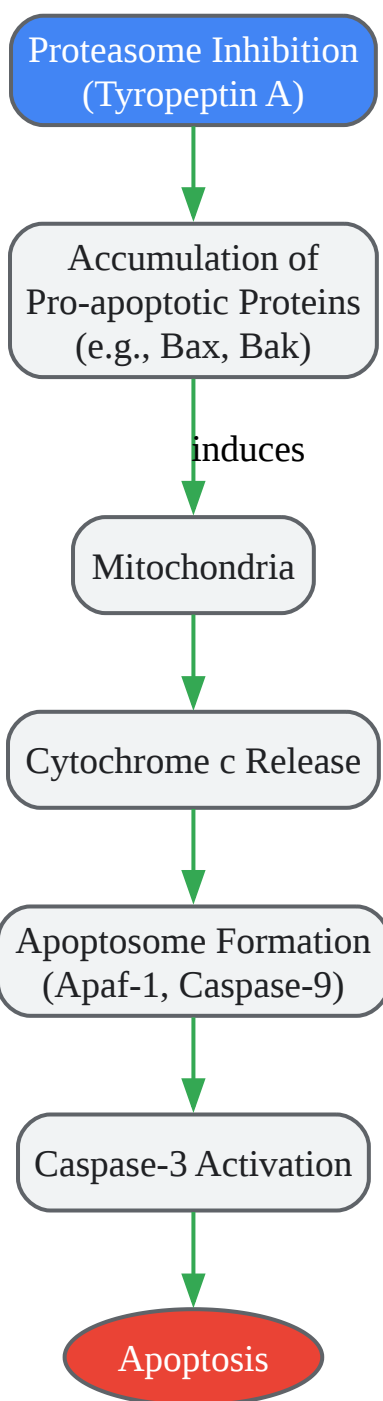 Proteasome Inhibition
(Tyropeptin A)
Accumulation of
Pro-apoptotic Proteins
(e.g., Bax, Bak)
induces
Mitochondria
Cytochrome c Release
Apoptosome Formation
(Apaf-1, Caspase-9)
Caspase-3 Activation
Apoptosis